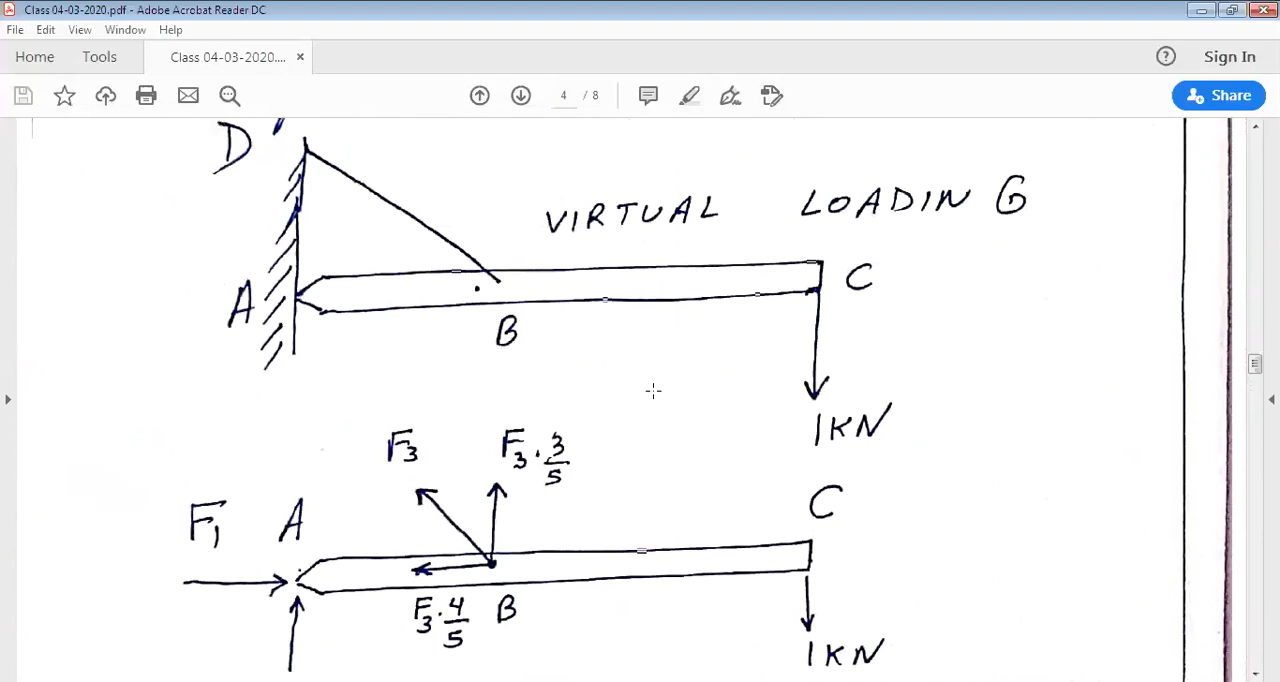 Class 04-03-2020.pdf - Adobe Acrobat Reader DC
File Edit View Window Help
Home Tools Class 04-03-2020.... × ? Sign In
4 / 8 Share
D
VIRTUAL LOADING
A
C
B
1KN
F3 F3 · 3/5
F1 A C
F3 · 4/5 B
1KN